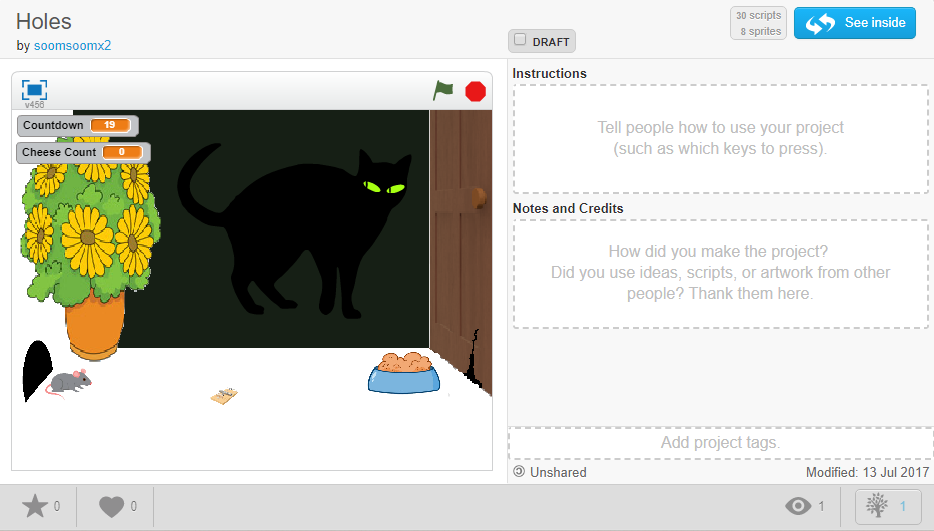 Holes
by soomsoomx2
DRAFT
30 scripts
8 sprites
See inside
v456
Countdown 19
Cheese Count 0
Instructions
Tell people how to use your project
(such as which keys to press).
Notes and Credits
How did you make the project?
Did you use ideas, scripts, or artwork from other
people? Thank them here.
Add project tags.
Unshared
Modified: 13 Jul 2017
0
0
1
1